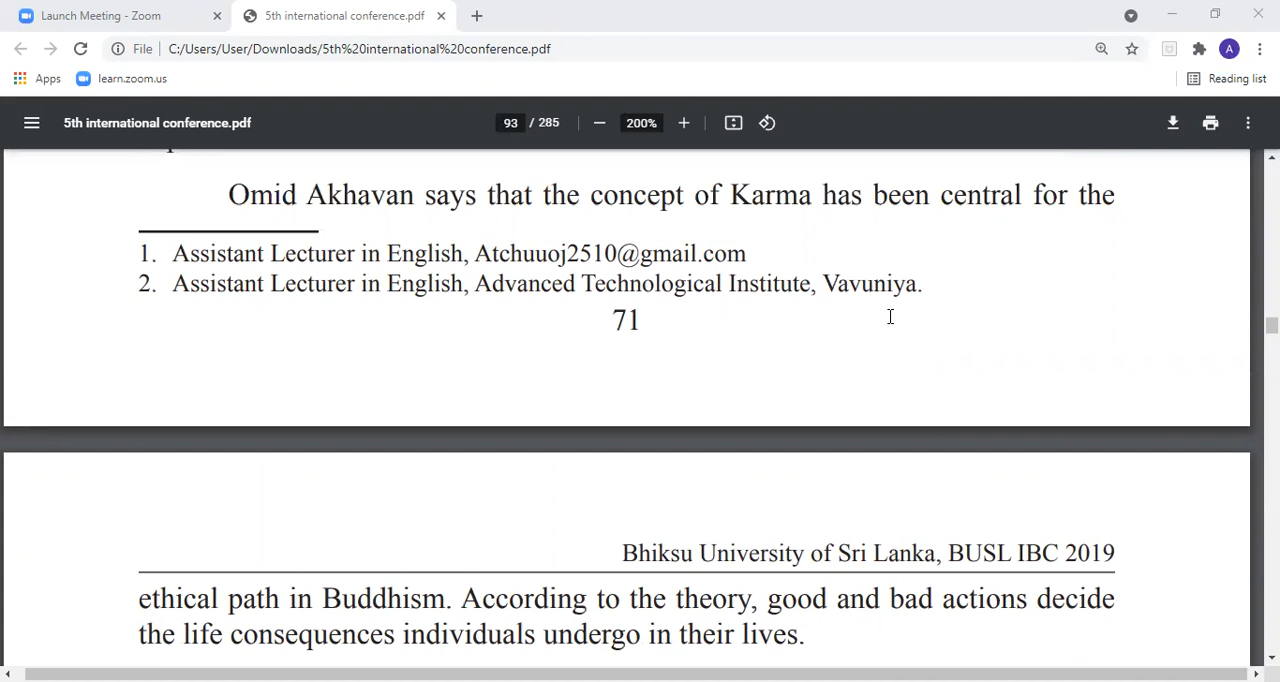 Launch Meeting - Zoom
5th international conference.pdf
File
C:/Users/User/Downloads/5th%20international%20conference.pdf
A
Apps
learn.zoom.us
Reading list
5th international conference.pdf
93 / 285
200%
Omid Akhavan says that the concept of Karma has been central for the
1. Assistant Lecturer in English, Atchuuoj2510@gmail.com
2. Assistant Lecturer in English, Advanced Technological Institute, Vavuniya.
71
Bhiksu University of Sri Lanka, BUSL IBC 2019
ethical path in Buddhism. According to the theory, good and bad actions decide
the life consequences individuals undergo in their lives.